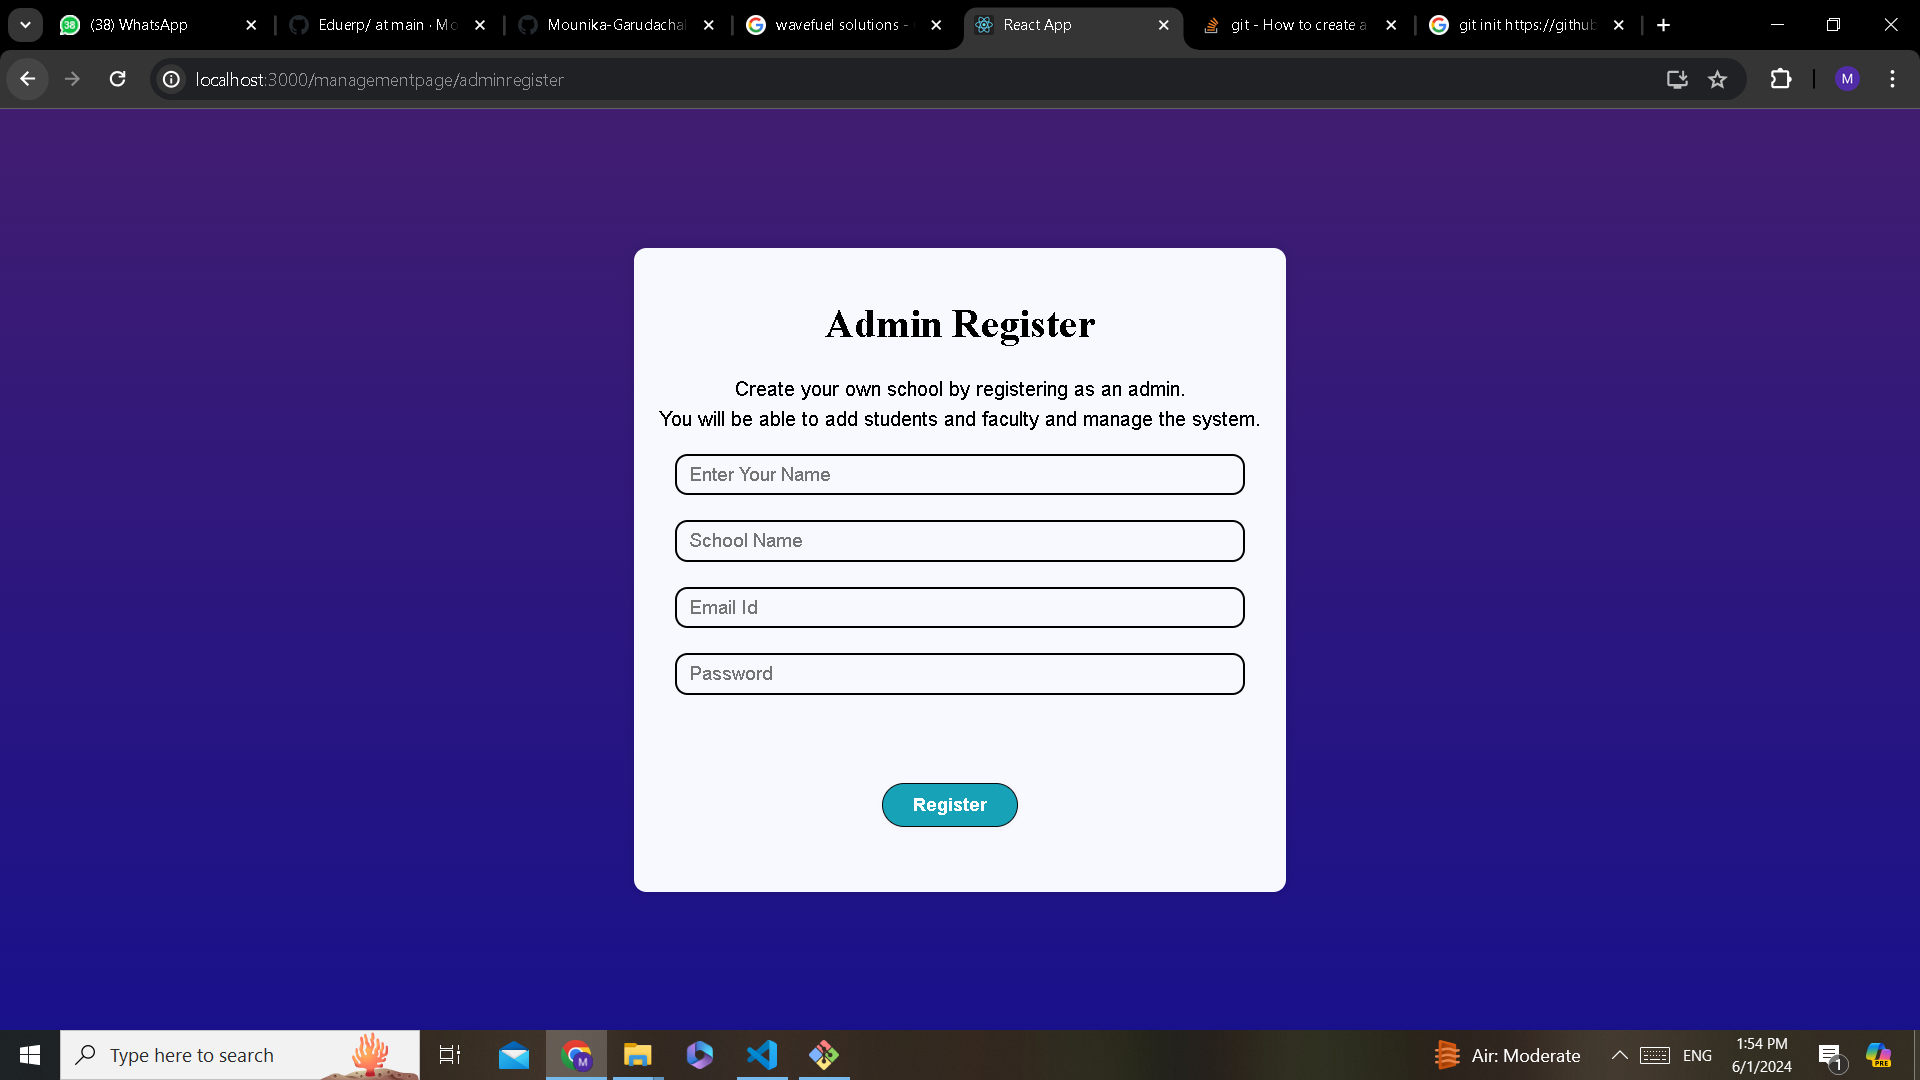 (38) WhatsApp
Eduerp/ at main · Mo
Mounika-Garudachal
wavefuel solutions -
React App
git - How to create a
git init https://github
localhost:3000/managementpage/adminregister
M
Admin Register
Create your own school by registering as an admin.
You will be able to add students and faculty and manage the system.
Enter Your Name
School Name
Email Id
Password
Register
Type here to search
M
Air: Moderate
ENG
1:54 PM
6/1/2024
1
PRE